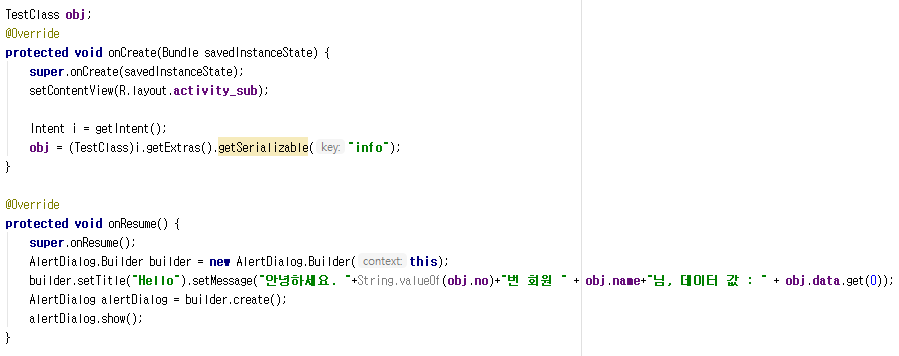 TestClass obj;
@Override
protected void onCreate(Bundle savedInstanceState) {
super.onCreate(savedInstanceState);
setContentView(R.layout.activity_sub);
Intent i = getIntent();
obj = (TestClass)i.getExtras().getSerializable( key: "info");
}
@Override
protected void onResume() {
super.onResume();
AlertDialog.Builder builder = new AlertDialog.Builder( context: this);
builder.setTitle("Hello").setMessage("안녕하세요. "+String.valueOf(obj.no)+"번 회원 " + obj.name+"님, 데이터 값 : " + obj.data.get(0));
AlertDialog alertDialog = builder.create();
alertDialog.show();
}